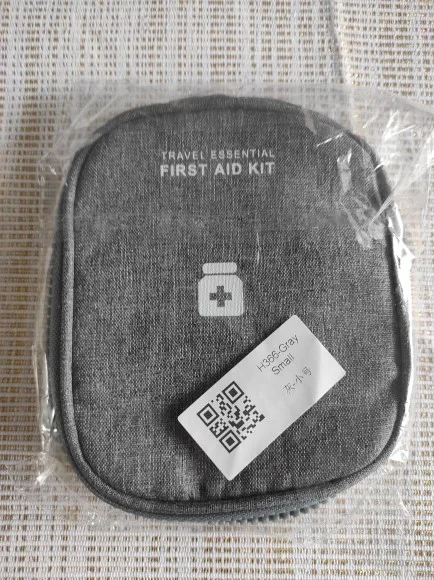 TRAVEL ESSENTIAL
FIRST AID KIT
H366-Gray
Small
灰-小号